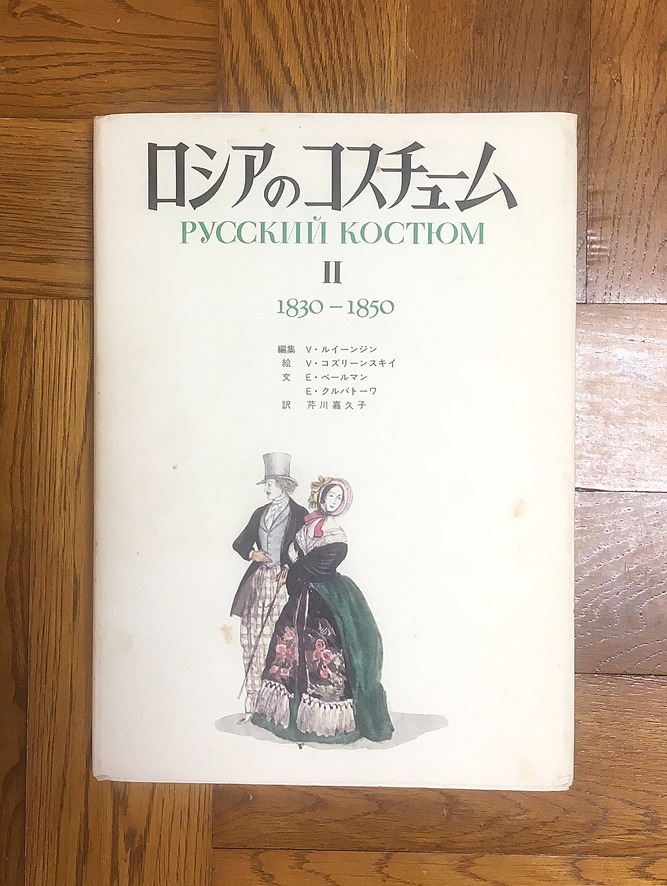 ロシアのコスチューム
РУССКИЙ КОСТЮМ
II
1830–1850
編集 V・ルイーンジン
絵 V・コズリーンスキイ
文 E・ベールマン
E・クルバトーワ
訳 芹川嘉久子